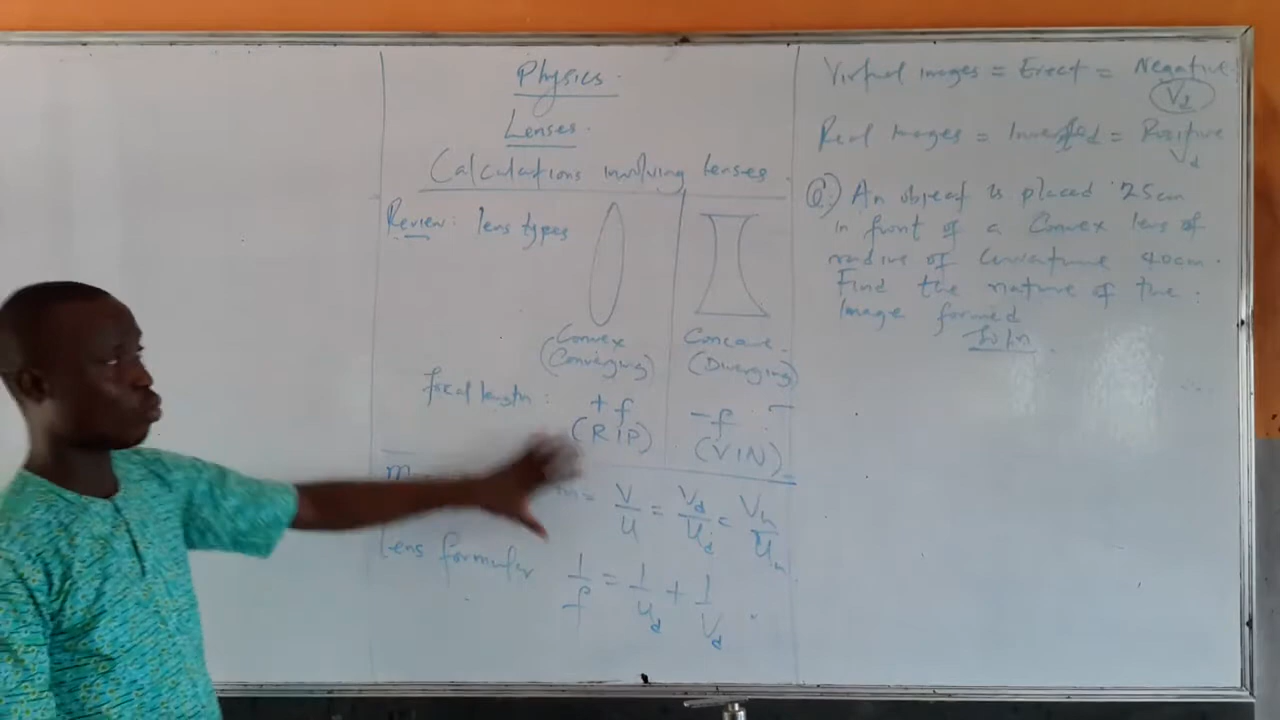 Physics.
Lenses.
Calculations involving lenses.
Review: lens types
Convex
(Converging)
Concave
(Diverging)
focal length:
+f
(RIP)
-f
(VIN)
m
m = V/U = Vd/Ud = Vh/Uh
lens formular
1/f = 1/ud + 1/Vd
Virtual images = Erect = Negative
Vd
Real Images = Inverted = Positive
Vd
Q.) An object is placed 25cm
in front of a Convex lens of
radius of Curvature 40cm.
Find the nature of the
Image formed
Soln